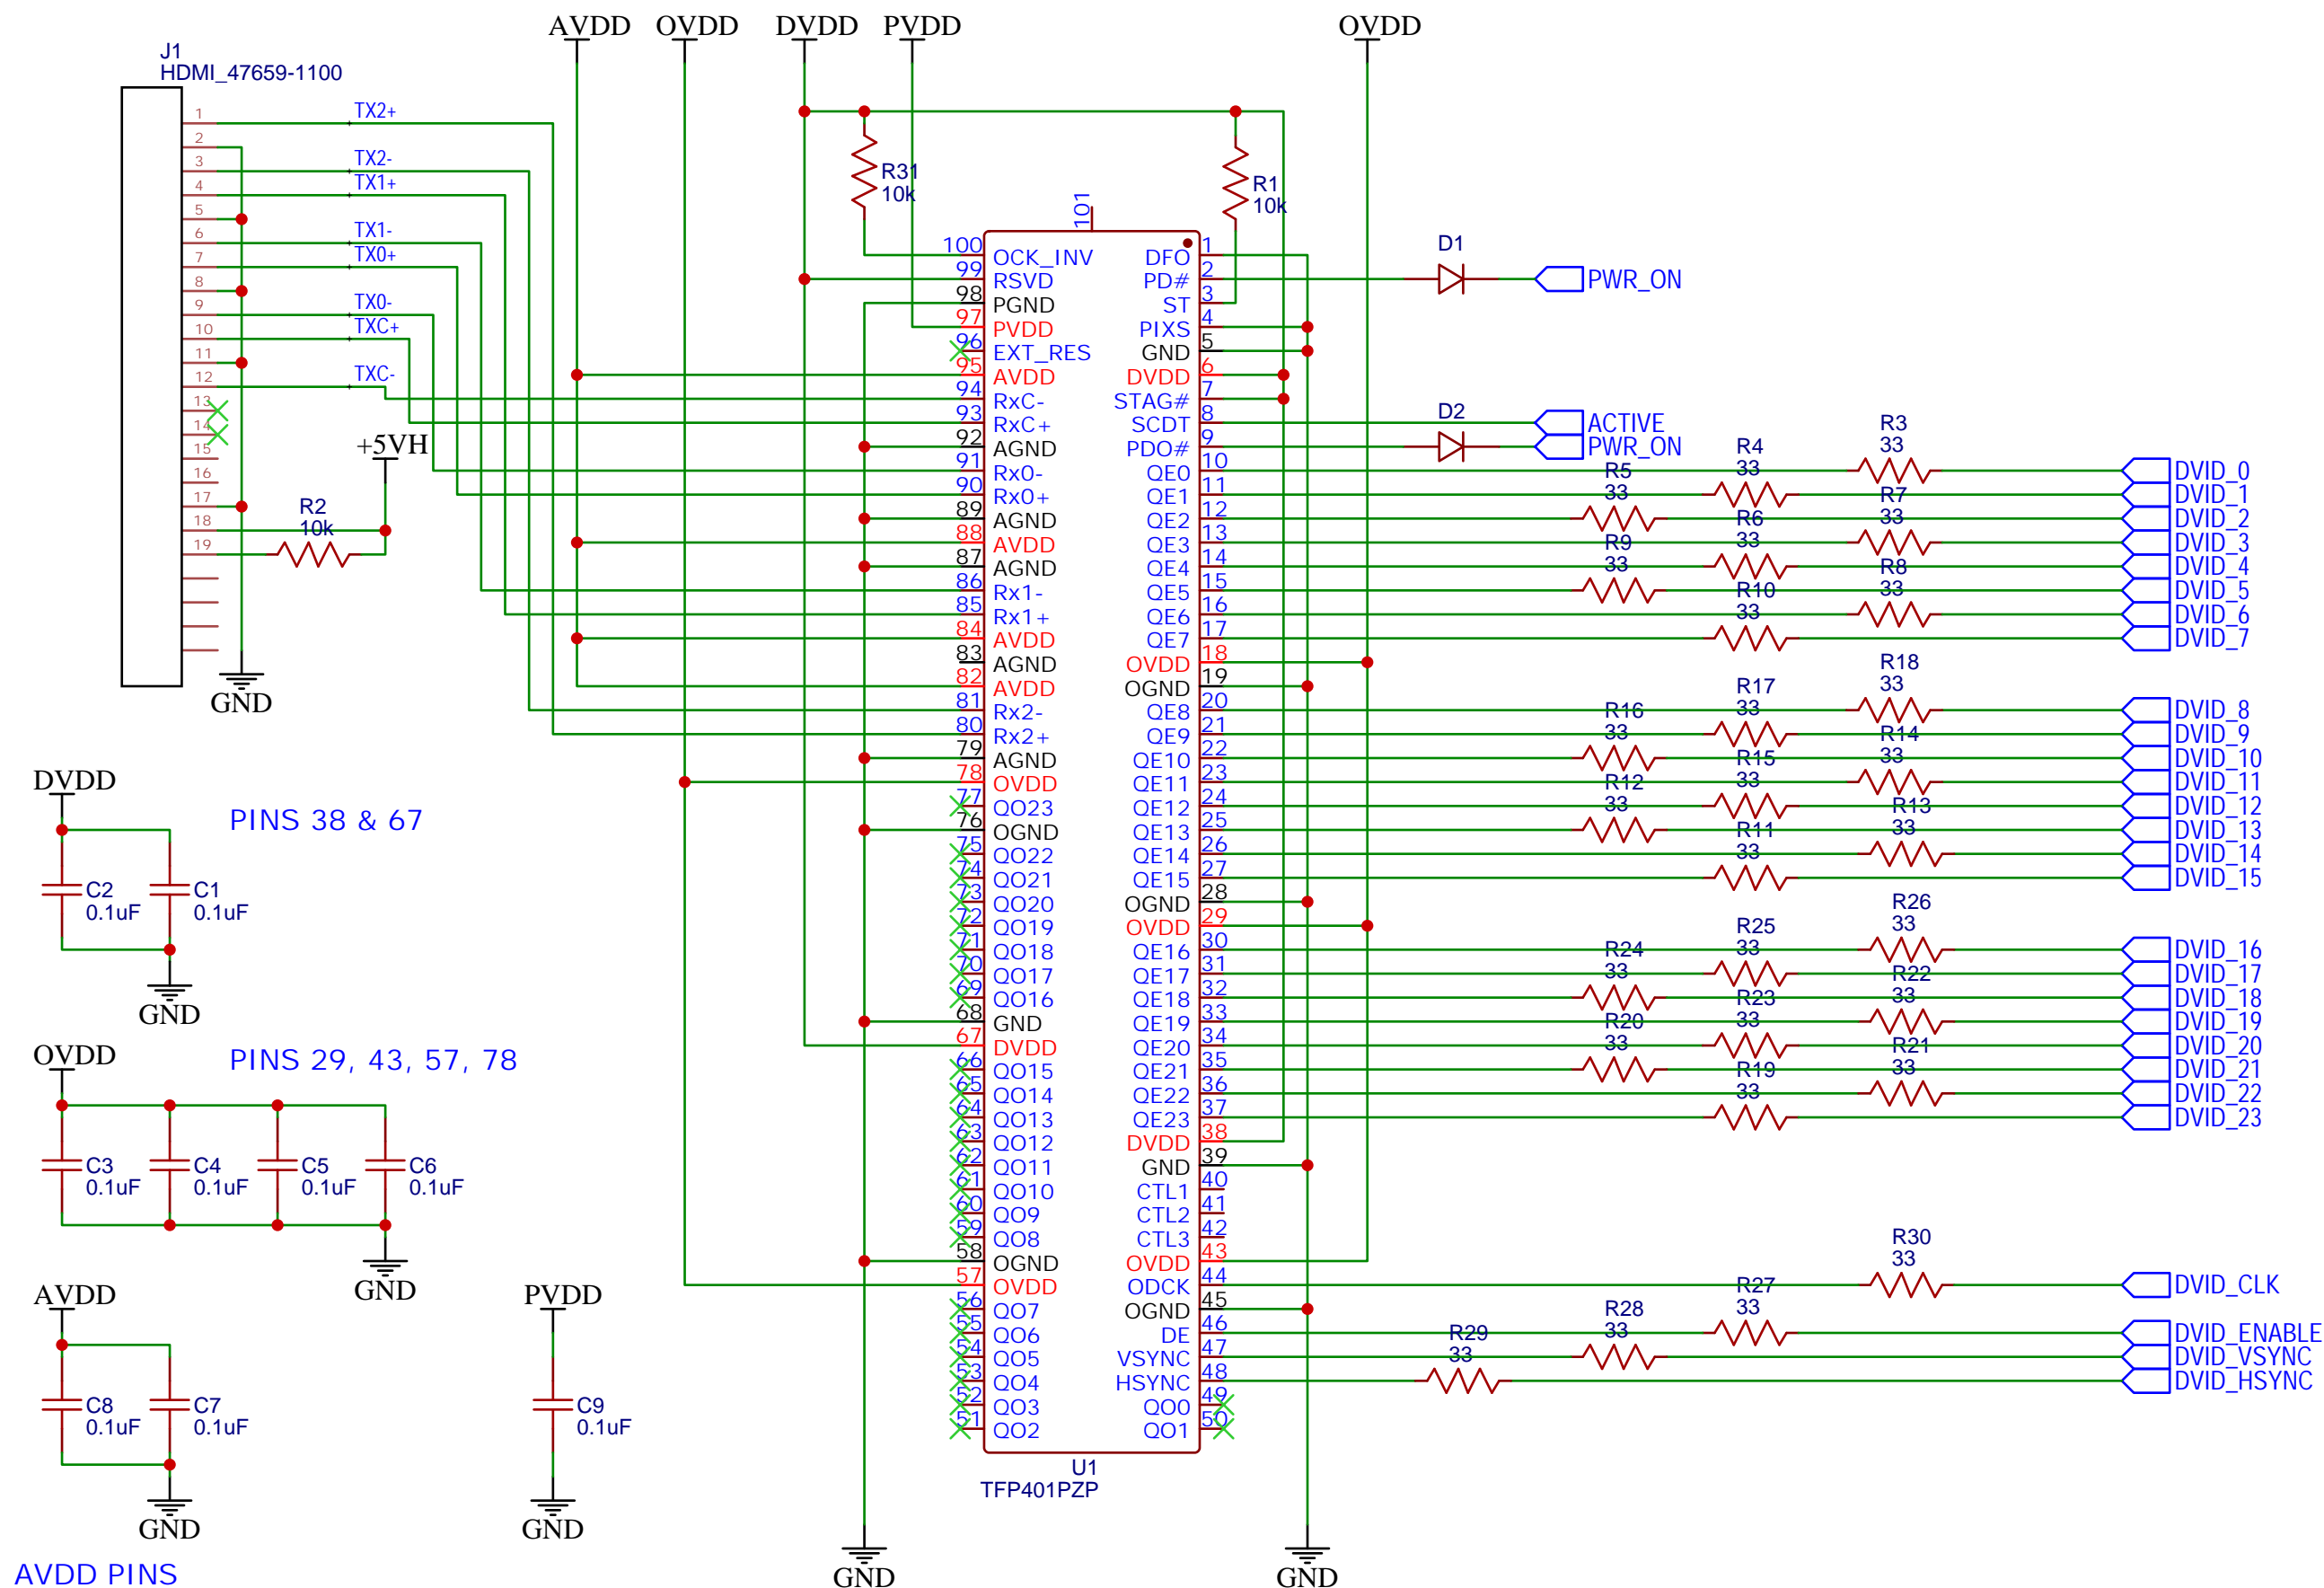 AVDD
OVDD
DVDD
PVDD
OVDD
J1
HDMI_47659-1100
1
2
3
4
5
6
7
8
9
10
11
12
13
14
15
16
17
18
19
TX2+
TX2-
TX1+
TX1-
TX0+
TX0-
TXC+
TXC-
+5VH
R2
10k
GND
R31
10k
R1
10k
101
100 OCK_INV
99 RSVD
98 PGND
97 PVDD
96 EXT_RES
95 AVDD
94 RxC-
93 RxC+
92 AGND
91 Rx0-
90 Rx0+
89 AGND
88 AVDD
87 AGND
86 Rx1-
85 Rx1+
84 AVDD
83 AGND
82 AVDD
81 Rx2-
80 Rx2+
79 AGND
78 OVDD
77 QO23
76 OGND
75 QO22
74 QO21
73 QO20
72 QO19
71 QO18
70 QO17
69 QO16
68 GND
67 DVDD
66 QO15
65 QO14
64 QO13
63 QO12
62 QO11
61 QO10
60 QO9
59 QO8
58 OGND
57 OVDD
56 QO7
55 QO6
54 QO5
53 QO4
52 QO3
51 QO2
DFO 1
PD# 2
ST 3
PIXS 4
GND 5
DVDD 6
STAG# 7
SCDT 8
PDO# 9
QE0 10
QE1 11
QE2 12
QE3 13
QE4 14
QE5 15
QE6 16
QE7 17
OVDD 18
OGND 19
QE8 20
QE9 21
QE10 22
QE11 23
QE12 24
QE13 25
QE14 26
QE15 27
OGND 28
OVDD 29
QE16 30
QE17 31
QE18 32
QE19 33
QE20 34
QE21 35
QE22 36
QE23 37
DVDD 38
GND 39
CTL1 40
CTL2 41
CTL3 42
OVDD 43
ODCK 44
OGND 45
DE 46
VSYNC 47
HSYNC 48
QO0 49
QO1 50
U1
TFP401PZP
GND
GND
D1
PWR_ON
ACTIVE
D2
PWR_ON
R3
33
DVID_0
R4
33
DVID_1
R5
33
DVID_2
R7
33
DVID_3
R6
33
DVID_4
R9
33
DVID_5
R8
33
DVID_6
R10
33
DVID_7
R18
33
DVID_8
R17
33
DVID_9
R16
33
DVID_10
R14
33
DVID_11
R15
33
DVID_12
R12
33
DVID_13
R13
33
DVID_14
R11
33
DVID_15
R26
33
DVID_16
R25
33
DVID_17
R24
33
DVID_18
R22
33
DVID_19
R23
33
DVID_20
R20
33
DVID_21
R21
33
DVID_22
R19
33
DVID_23
R30
33
DVID_CLK
R27
33
DVID_ENABLE
R28
33
DVID_VSYNC
R29
33
DVID_HSYNC
DVDD
PINS 38 & 67
C2
0.1uF
C1
0.1uF
GND
OVDD
PINS 29, 43, 57, 78
C3
0.1uF
C4
0.1uF
C5
0.1uF
C6
0.1uF
GND
AVDD
C8
0.1uF
C7
0.1uF
GND
PVDD
C9
0.1uF
GND
AVDD PINS